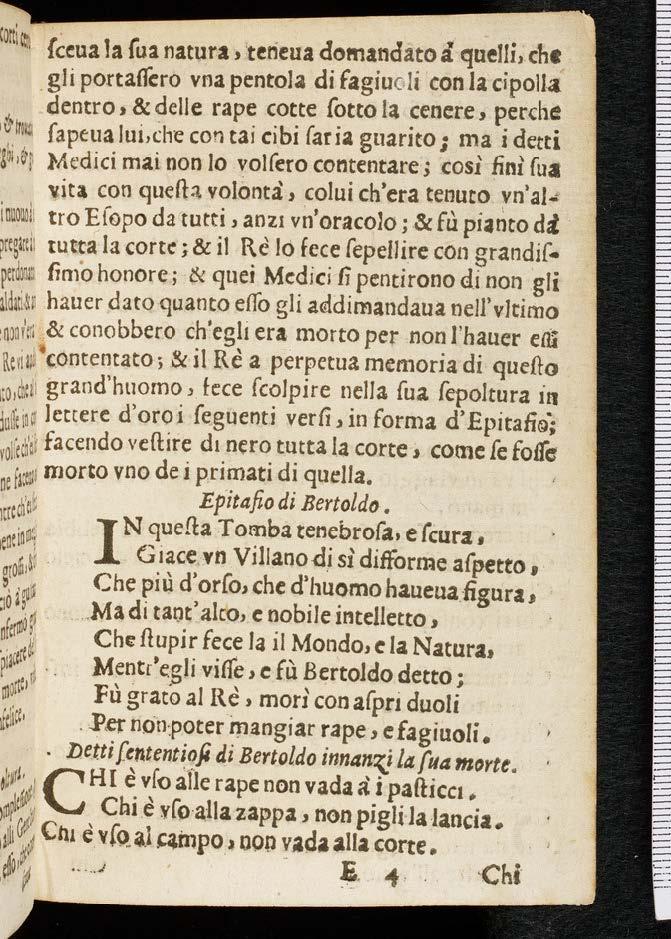 ſceua la ſua natura, teneua domandato à quelli, che
gli portaſſero vna pentola di fagiuoli con la cipolla
dentro, & delle rape cotte ſotto la cenere, perche
ſapeua lui, che con tai cibi ſaria guarito; ma i detti
Medici mai non lo volſero contentare; così finì ſua
vita con queſta volontà, colui ch'era tenuto vn'al-
tro Eſopo da tutti, anzi vn'oracolo; & fù pianto da
tutta la corte; & il Rè lo fece ſepellire con grandiſ-
ſimo honore; & quei Medici ſi pentirono di non gli
hauer dato quanto eſſo gli addimandaua nell'vltimo
& conobbero ch'egli era morto per non l'hauer eſſi
contentato; & il Rè a perpetua memoria di queſto
grand'huomo, fece ſcolpire nella ſua ſepoltura in
lettere d'oro i ſeguenti verſi, in forma d'Epitafio;
facendo veſtire di nero tutta la corte, come ſe foſſe
morto vno de i primati di quella.
Epitafio di Bertoldo.
IN queſta Tomba tenebroſa, e ſcura,
Giace vn Villano di sì difforme aſpetto,
Che più d'orſo, che d'huomo haueua figura,
Ma di tant'alto, e nobile intelletto,
Che ſtupir fece la il Mondo, e la Natura,
Mentr'egli viſſe, e fù Bertoldo detto;
Fù grato al Rè, morì con aſpri duoli
Per non poter mangiar rape, e fagiuoli.
Detti ſententioſi di Bertoldo innanzi la ſua morte.
CHI è vſo alle rape non vada à i paſticci.
Chi è vſo alla zappa, non pigli la lancia.
Chi è vſo al campo, non vada alla corte.
E 4 Chi